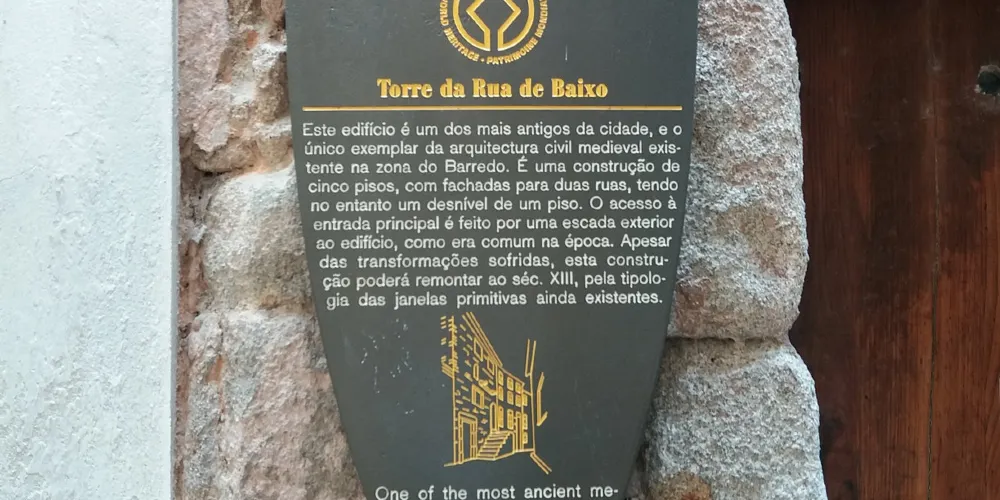 WORLD HERITAGE • PATRIMOINE MONDIAL
Torre da Rua de Baixo
Este edifício é um dos mais antigos da cidade, e o
único exemplar da arquitectura civil medieval exis-
tente na zona do Barredo. É uma construção de
cinco pisos, com fachadas para duas ruas, tendo
no entanto um desnível de um piso. O acesso à
entrada principal é feito por uma escada exterior
ao edifício, como era comum na época. Apesar
das transformações sofridas, esta constru-
ção poderá remontar ao séc. XIII, pela tipolo-
gia das janelas primitivas ainda existentes.
One of the most ancient me-